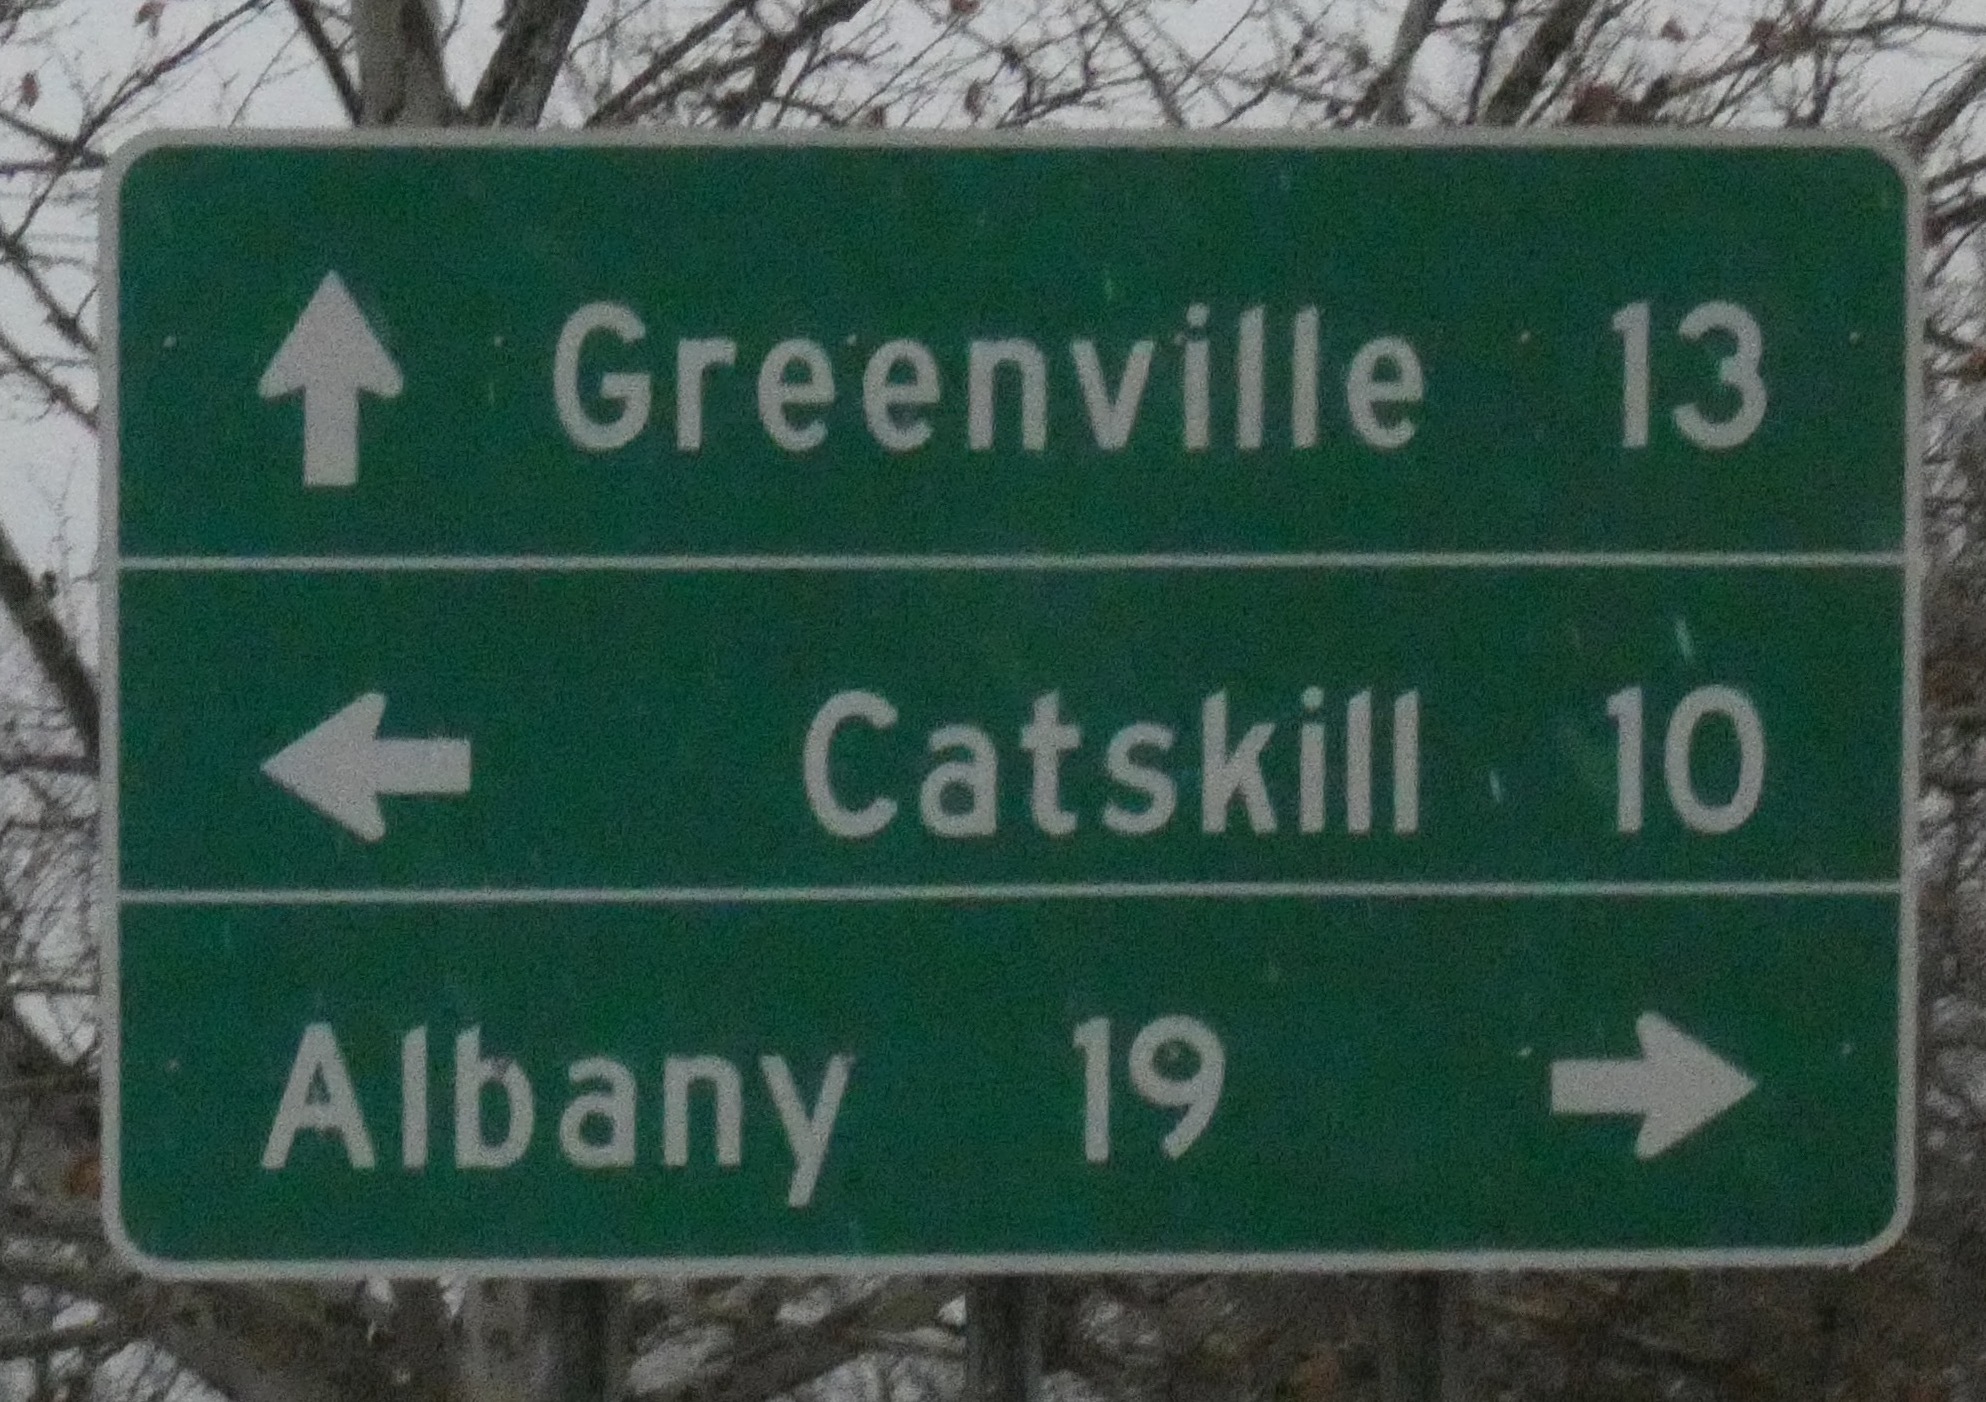 Greenville 13
Catskill 10
Albany 19